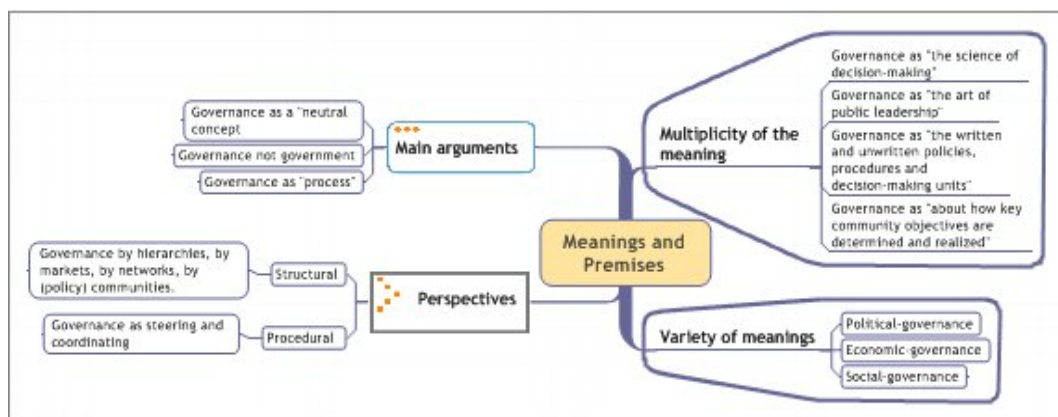 Governance as "the science of
decision-making"
Governance as "the art of
public leadership"
Multiplicity of the
meaning
Governance as "the written
and unwritten policies,
procedures and
decision-making units"
Governance as "about how key
community objectives are
determined and realized"
Governance as a "neutral
concept
Governance not government
Governance as "process"
Main arguments
Meanings and
Premises
Governance by hierarchies, by
markets, by networks, by
(policy) communities.
Structural
Governance as steering and
coordinating
Procedural
Perspectives
Variety of meanings
Political-governance
Economic-governance
Social-governance